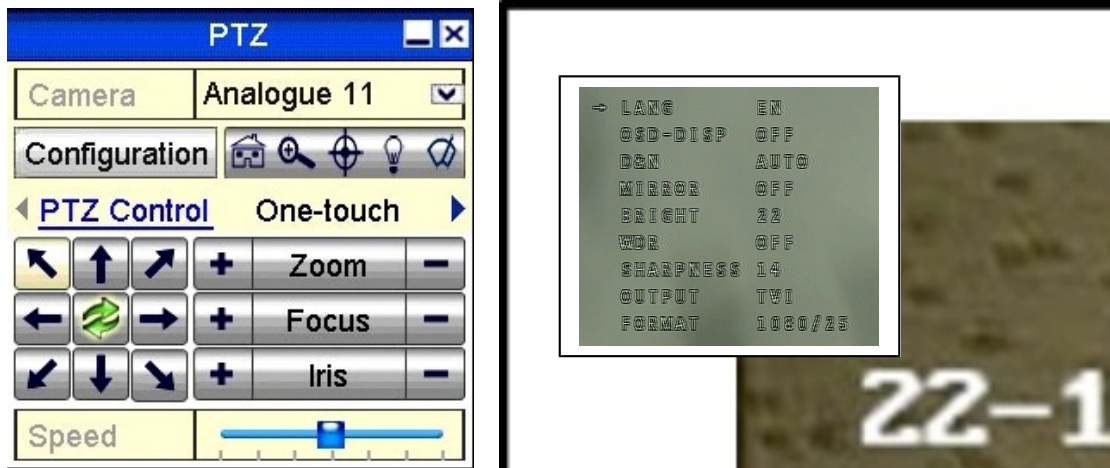 PTZ
Camera Analogue 11
Configuration
PTZ Control One-touch
+ Zoom −
+ Focus −
+ Iris −
Speed
LANG EN
OSD-DISP OFF
D&N AUTO
MIRROR OFF
BRIGHT 22
WDR OFF
SHARPNESS 14
OUTPUT TVI
FORMAT 1080/25
22-1